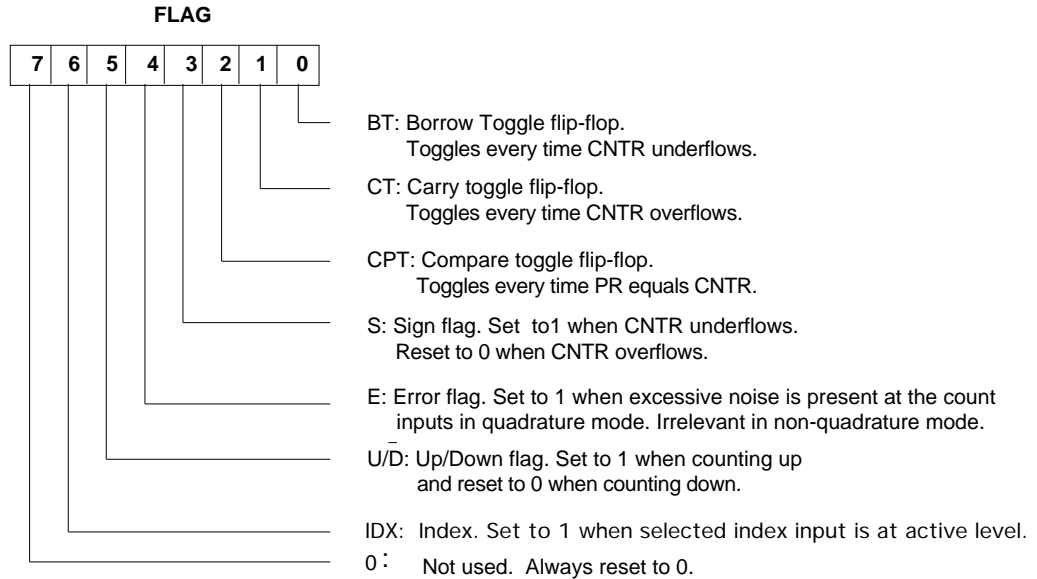 FLAG
7 6 5 4 3 2 1 0
BT: Borrow Toggle flip-flop.
Toggles every time CNTR underflows.
CT: Carry toggle flip-flop.
Toggles every time CNTR overflows.
CPT: Compare toggle flip-flop.
Toggles every time PR equals CNTR.
S: Sign flag. Set to1 when CNTR underflows.
Reset to 0 when CNTR overflows.
E: Error flag. Set to 1 when excessive noise is present at the count
inputs in quadrature mode. Irrelevant in non-quadrature mode.
U/D̅: Up/Down flag. Set to 1 when counting up
and reset to 0 when counting down.
IDX: Index. Set to 1 when selected index input is at active level.
0: Not used. Always reset to 0.